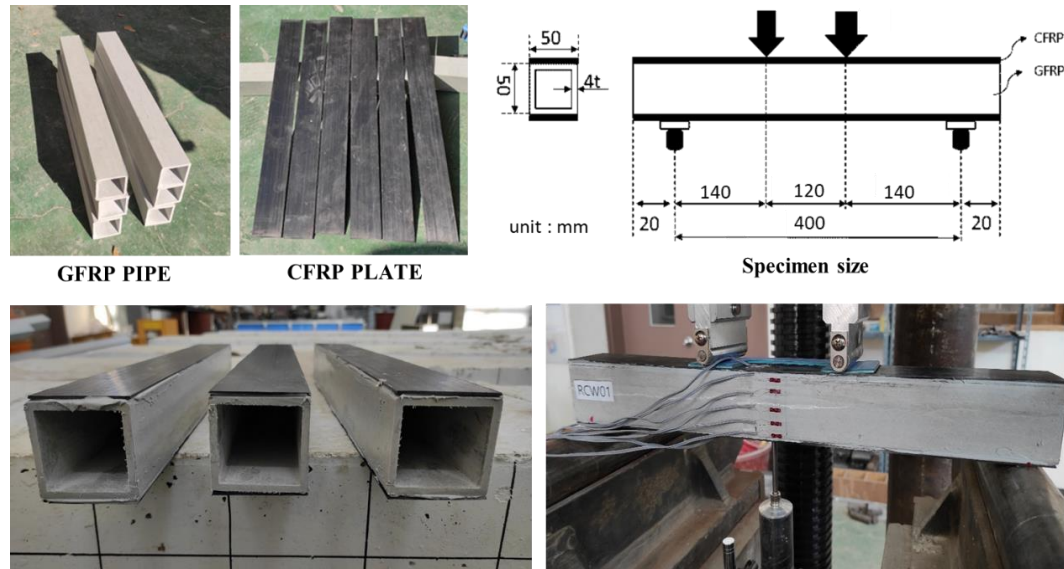 GFRP PIPE
CFRP PLATE
50
50
4t
CFRP
GFRP
140
120
140
20
400
20
unit : mm
Specimen size
RCW01